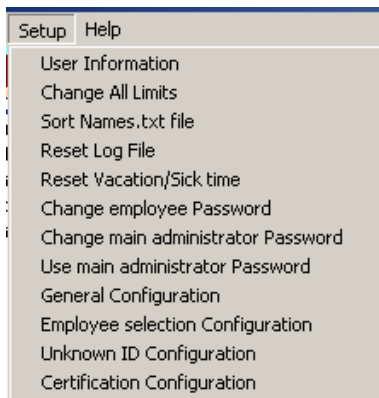 Setup Help
User Information
Change All Limits
Sort Names.txt file
Reset Log File
Reset Vacation/Sick time
Change employee Password
Change main administrator Password
Use main administrator Password
General Configuration
Employee selection Configuration
Unknown ID Configuration
Certification Configuration